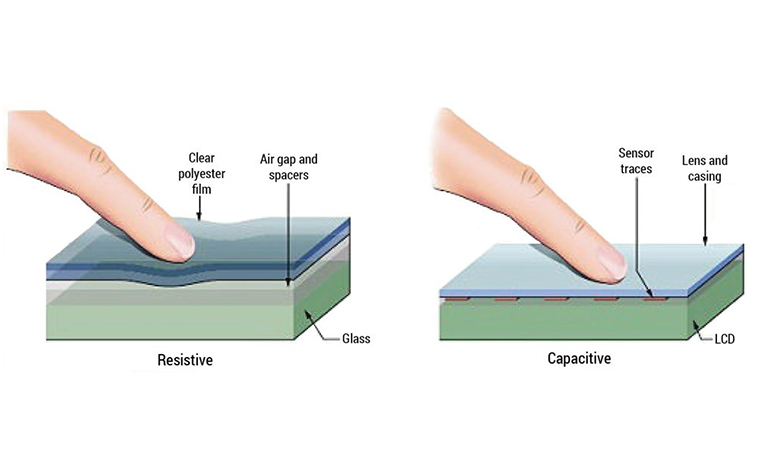 Clear
polyester
film
Air gap and
spacers
Glass
Resistive
Sensor
traces
Lens and
casing
LCD
Capacitive